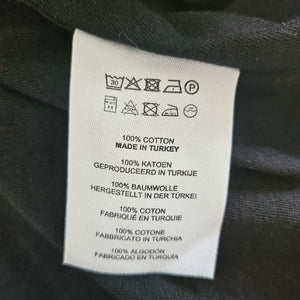 30
P
100% COTTON
MADE IN TURKEY
100% KATOEN
GEPRODUCEERD IN TURKIJE
100% BAUMWOLLE
HERGESTELLT IN DER TÜRKEI
100% COTON
FABRIQUÉ EN TURQUIE
100% COTONE
FABBRICATO IN TURCHIA
100% ALGODÓN
FABRICADO EN TURQUÍA